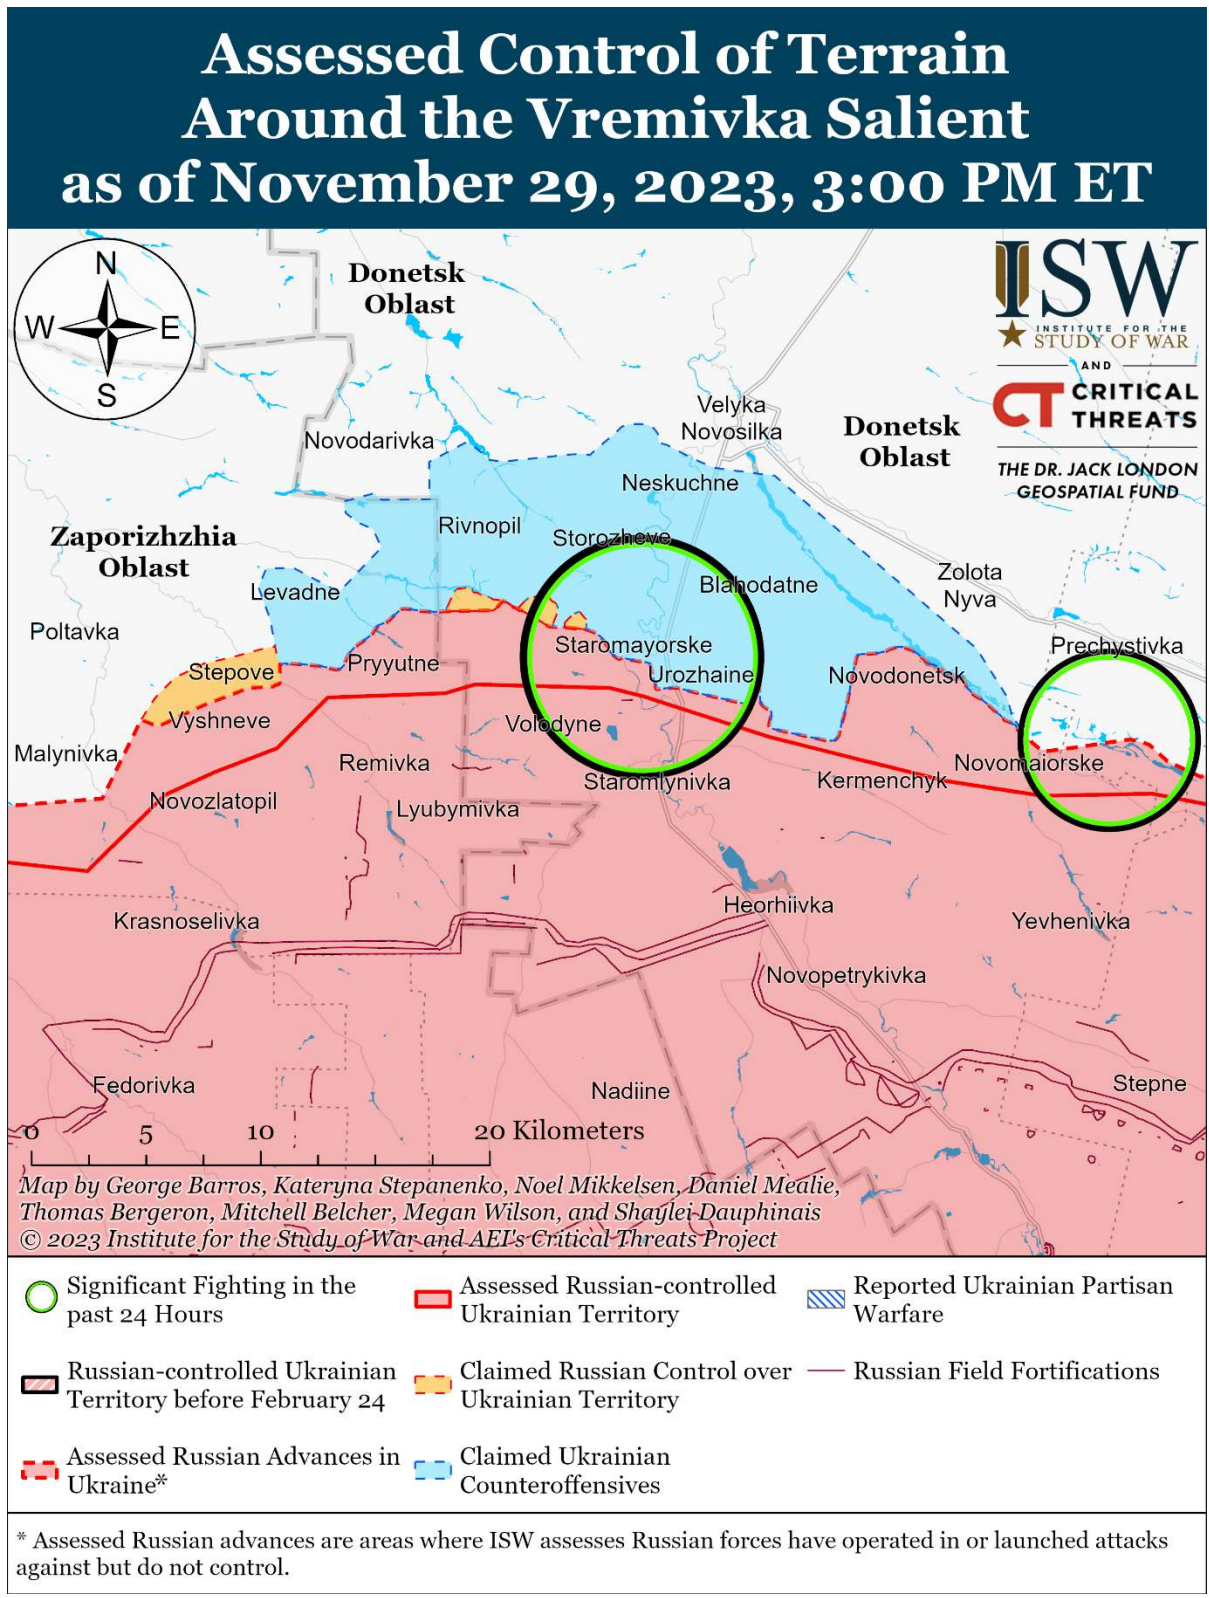 Assessed Control of Terrain
Around the Vremivka Salient
as of November 29, 2023, 3:00 PM ET
N
W
E
S
Donetsk
Oblast
ISW
INSTITUTE FOR THE
STUDY OF WAR
AND
CT CRITICAL
THREATS
THE DR. JACK LONDON
GEOSPATIAL FUND
Velyka
Novosilka
Donetsk
Oblast
Novodarivka
Neskuchne
Rivnopil
Storozheve
Zaporizhzhia
Oblast
Levadne
Blahodatne
Zolota
Nyva
Poltavka
Staromayorske
Prechystivka
Pryyutne
Stepove
Urozhaine
Novodonetsk
Vyshneve
Volodyne
Malynivka
Remivka
Novomaiorske
Staromlynivka
Kermenchyk
Novozlatopil
Lyubymivka
Heorhiivka
Krasnoselivka
Yevhenivka
Novopetrykivka
Fedorivka
Nadiine
Stepne
0 5 10 20 Kilometers
Map by George Barros, Kateryna Stepanenko, Noel Mikkelsen, Daniel Mealie,
Thomas Bergeron, Mitchell Belcher, Megan Wilson, and Shaylei Dauphinais
© 2023 Institute for the Study of War and AEI's Critical Threats Project
Significant Fighting in the
past 24 Hours
Assessed Russian-controlled
Ukrainian Territory
Reported Ukrainian Partisan
Warfare
Russian-controlled Ukrainian
Territory before February 24
Claimed Russian Control over
Ukrainian Territory
Russian Field Fortifications
Assessed Russian Advances in
Ukraine*
Claimed Ukrainian
Counteroffensives
* Assessed Russian advances are areas where ISW assesses Russian forces have operated in or launched attacks
against but do not control.